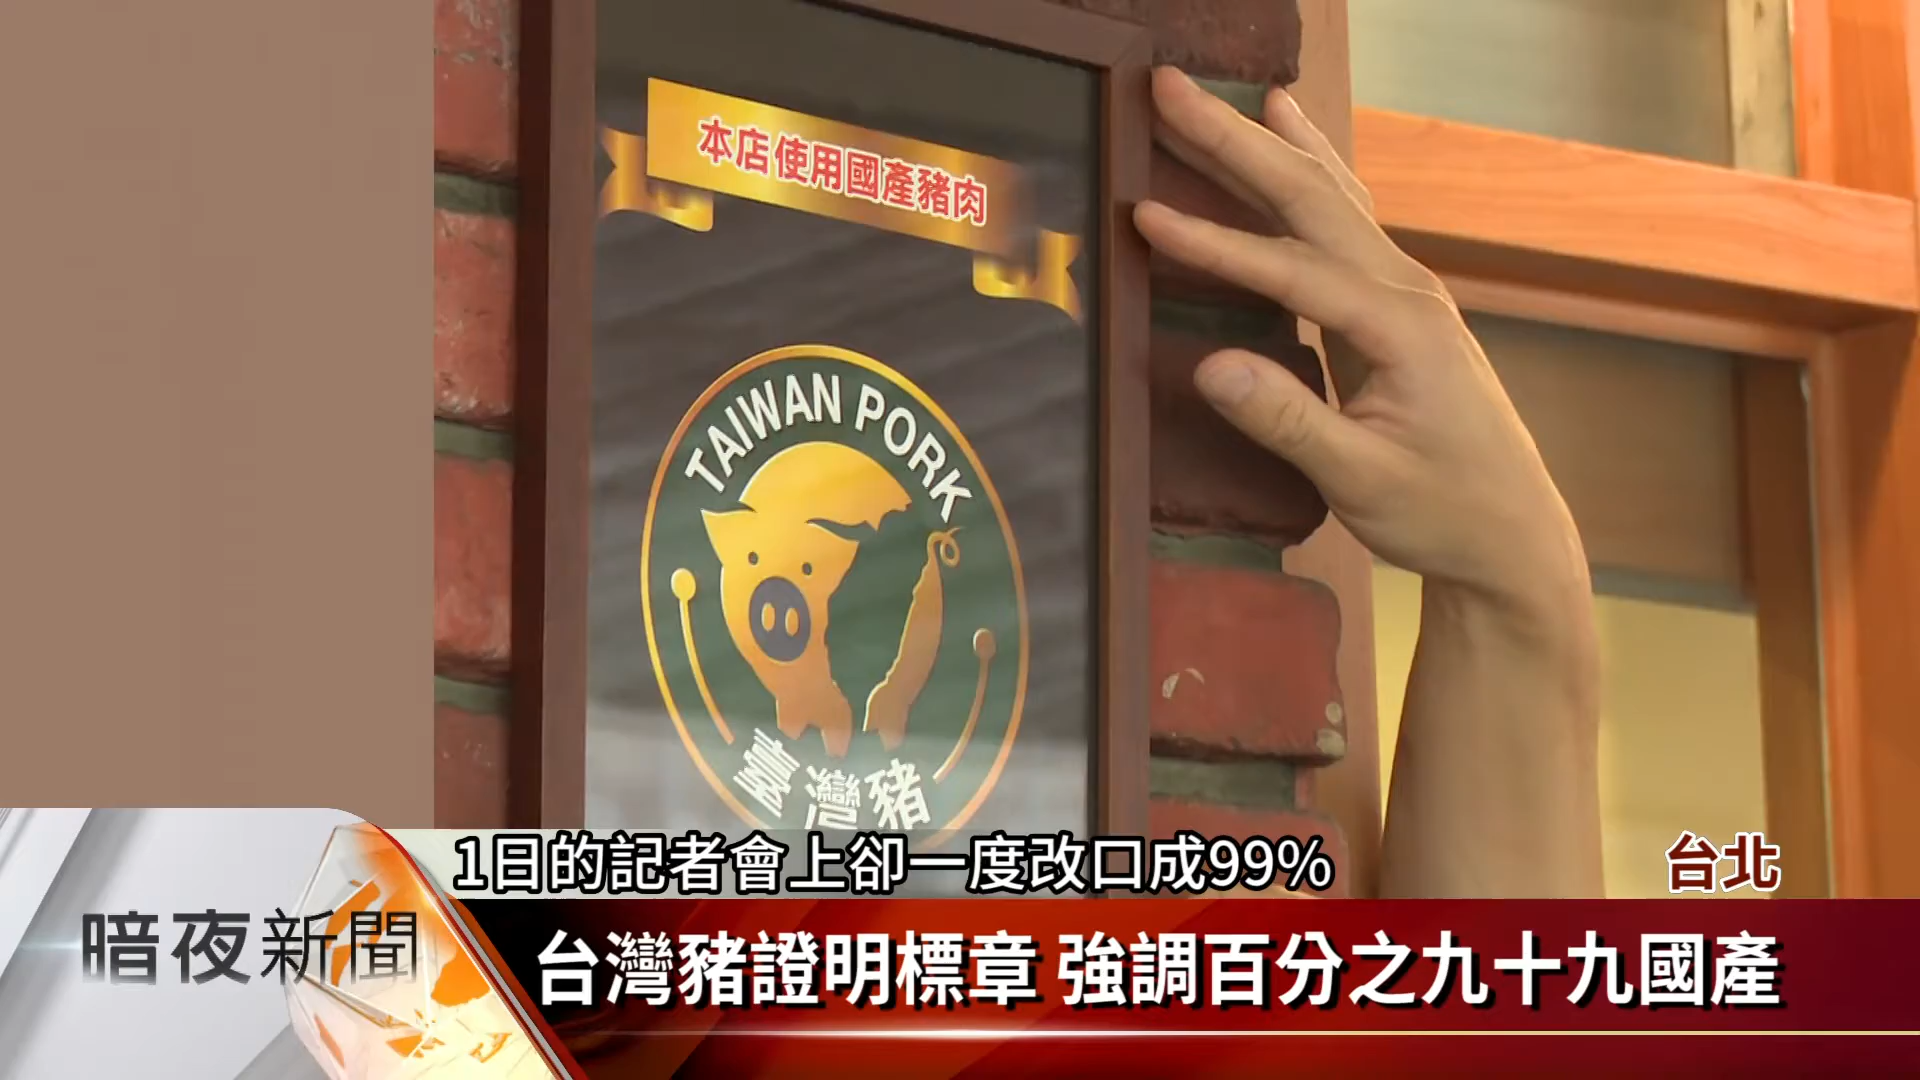 本店使用國產豬肉
TAIWAN PORK
臺灣豬
1日的記者會上卻一度改口成99%
台北
暗夜新聞
台灣豬證明標章 強調百分之九十九國產